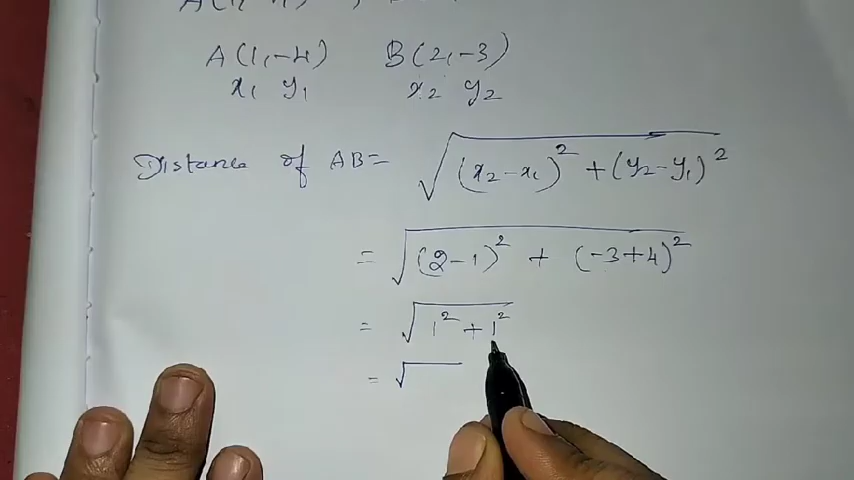 A(1,-4) B(2,-3)
x₁ y₁ x₂ y₂
Distance of AB = √(x₂-x₁)² + (y₂-y₁)²
= √(2-1)² + (-3+4)²
= √1² + 1²
= √